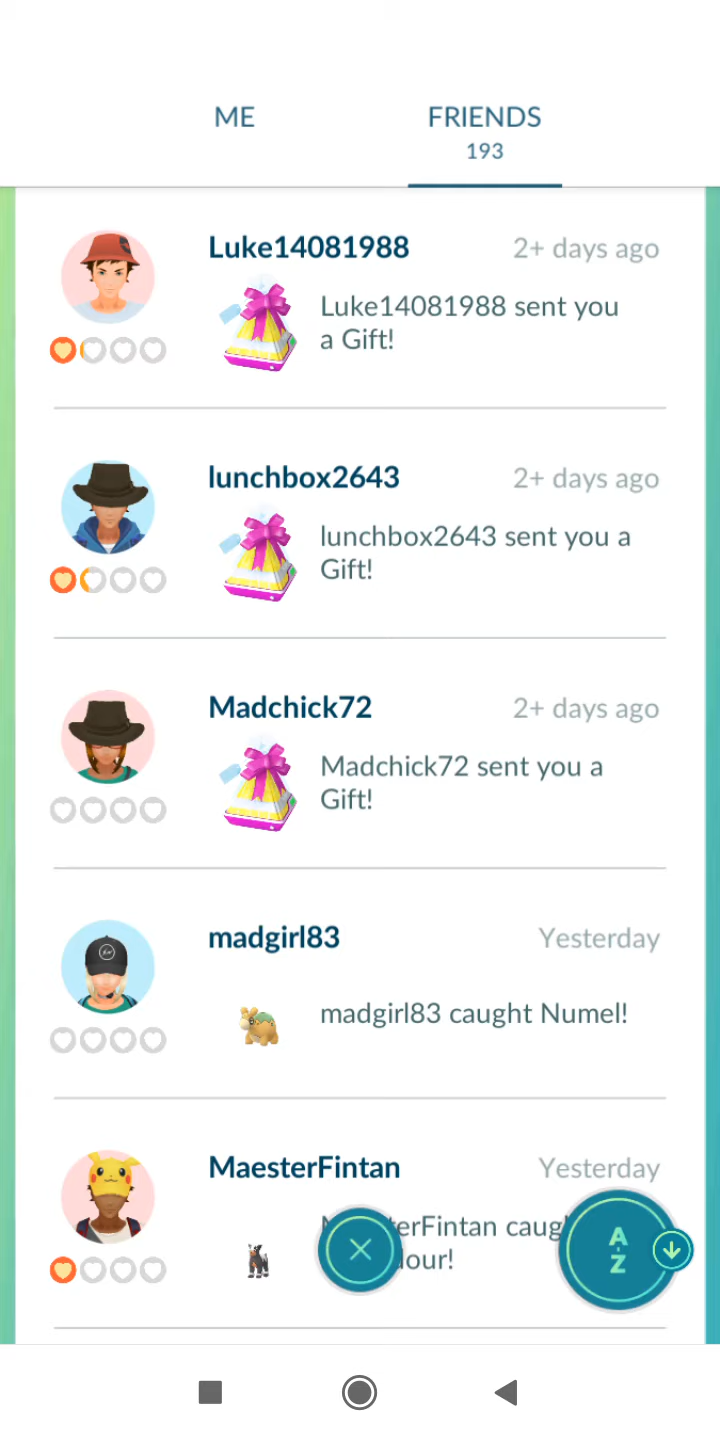 ME
FRIENDS
193
Luke14081988
2+ days ago
Luke14081988 sent you
a Gift!
lunchbox2643
2+ days ago
lunchbox2643 sent you a
Gift!
Madchick72
2+ days ago
Madchick72 sent you a
Gift!
madgirl83
Yesterday
madgirl83 caught Numel!
MaesterFintan
Yesterday
A-Z